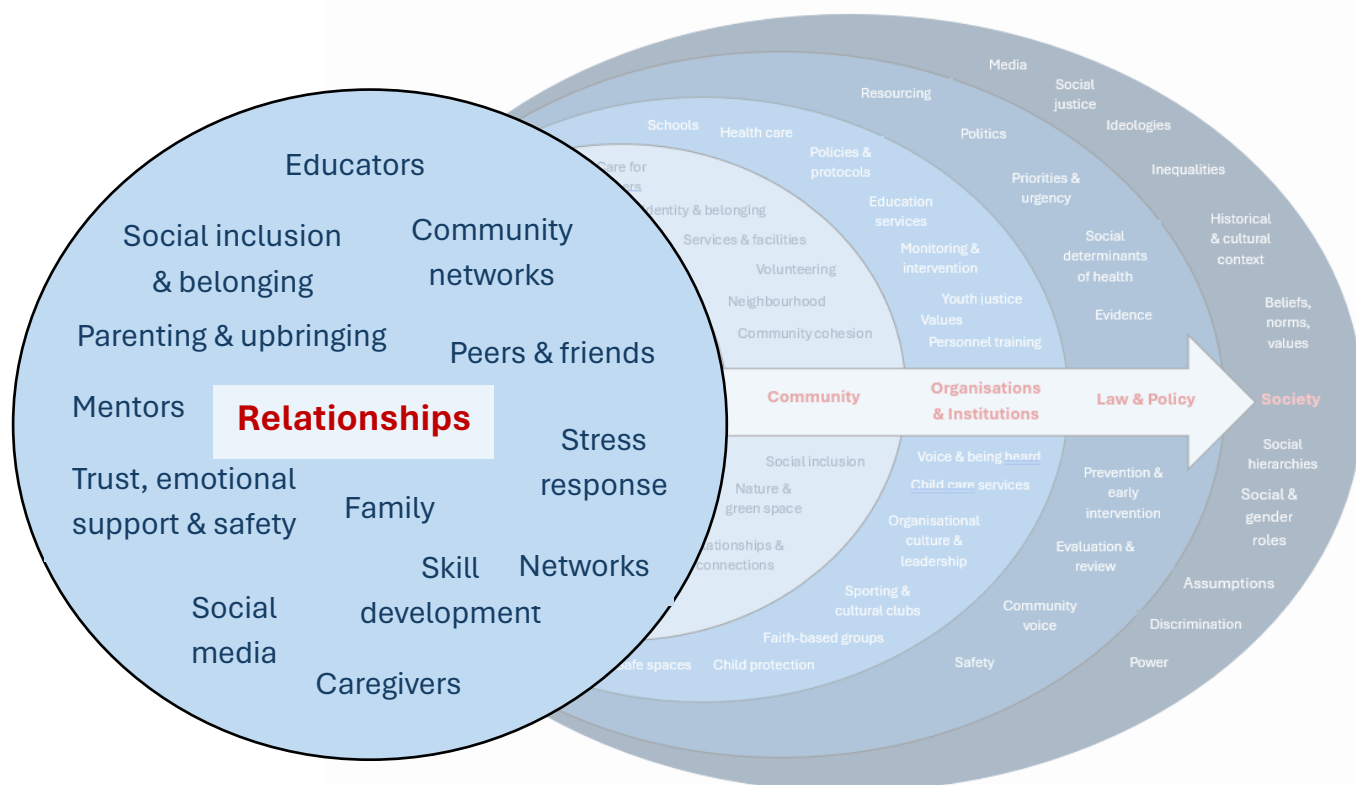 Educators
Social inclusion
& belonging
Community
networks
Parenting & upbringing
Peers & friends
Mentors
Relationships
Stress
response
Trust, emotional
support & safety
Family
Skill
development
Networks
Social
media
Caregivers
Care for
Identity & belonging
Services & facilities
Volunteering
Neighbourhood
Community cohesion
Community
Social inclusion
Nature &
green space
connections
Schools
Health care
Policies &
protocols
Education
services
Monitoring &
intervention
Youth justice
Values
Personnel training
Organisations
& Institutions
Voice & being heard
Child care services
Organisational
culture &
leadership
Sporting &
cultural clubs
Faith-based groups
Child protection
safe spaces
Resourcing
Politics
Priorities &
urgency
Social
determinants
of health
Evidence
Law & Policy
Prevention &
early
intervention
Evaluation &
review
Community
voice
Safety
Media
Social
justice
Ideologies
Inequalities
Historical
& cultural
context
Beliefs,
norms,
values
Society
Social
hierarchies
Social &
gender
roles
Assumptions
Discrimination
Power